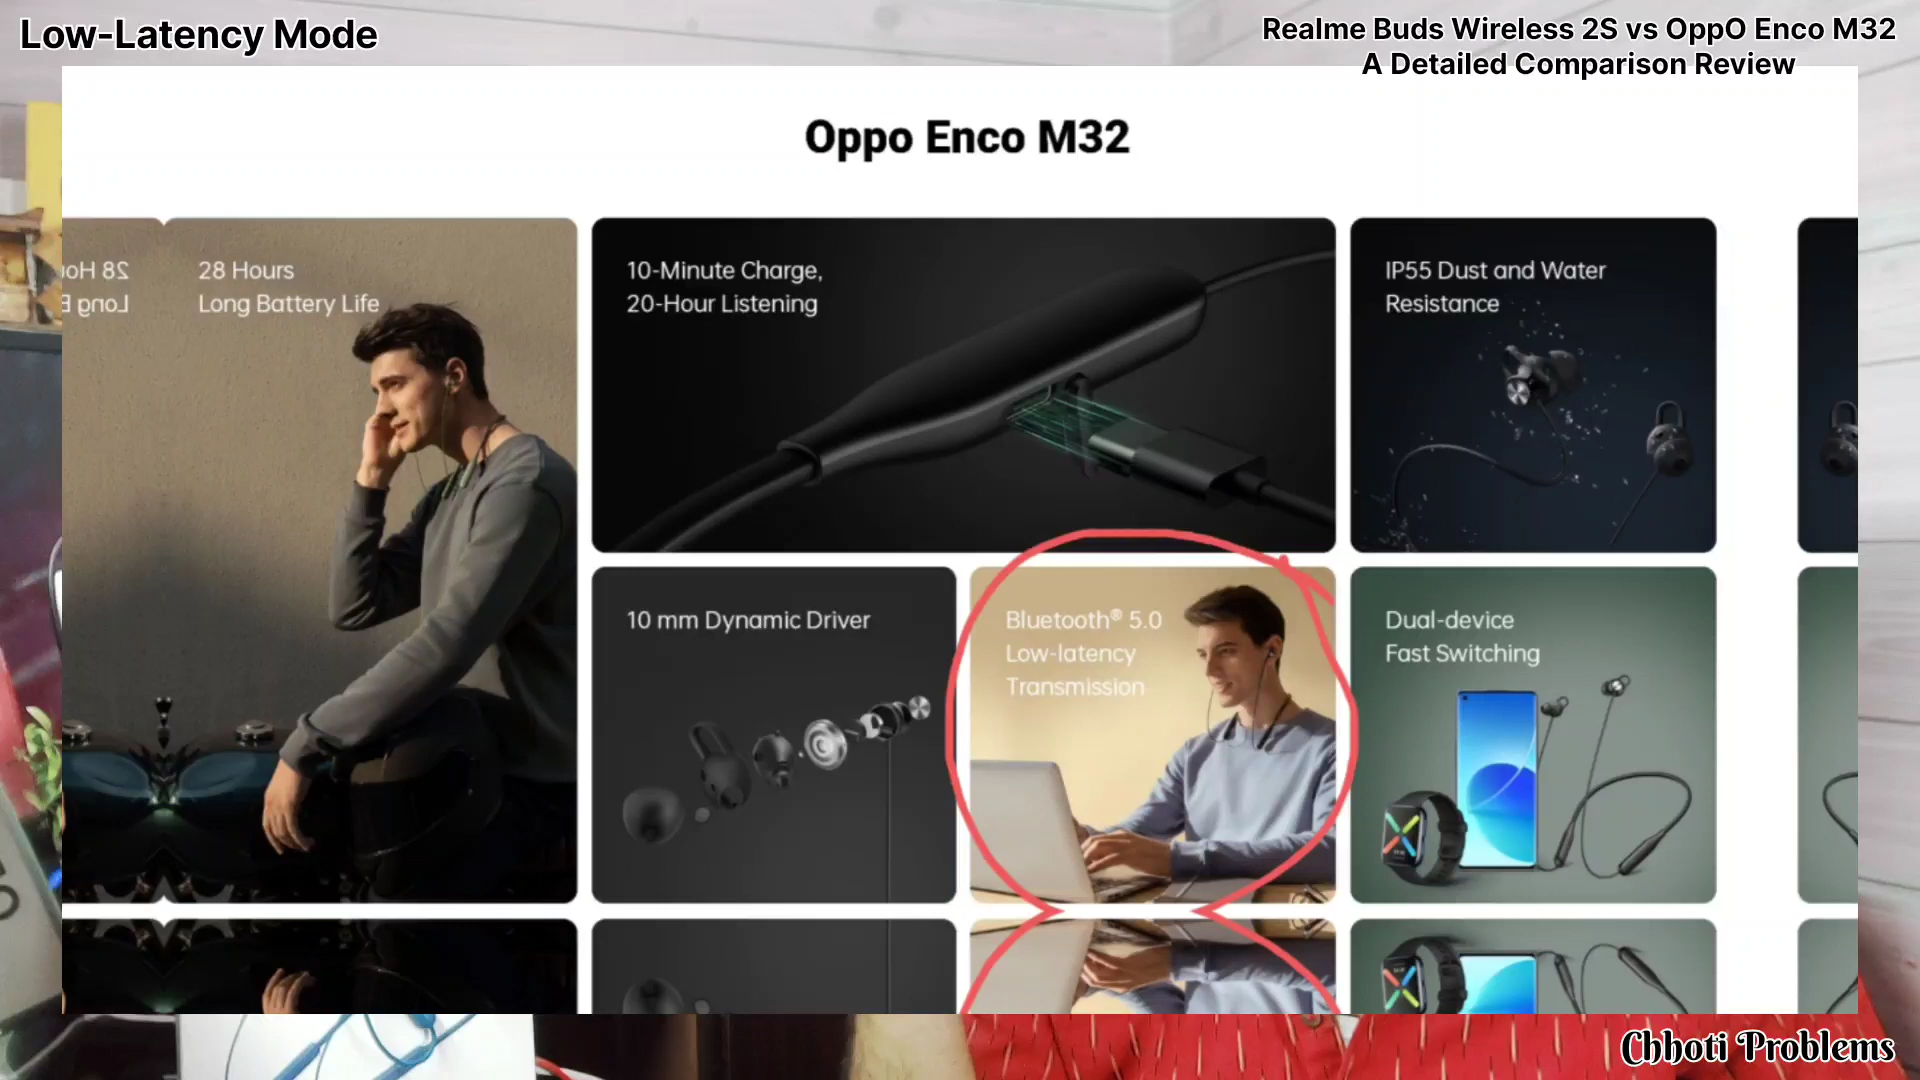 Low-Latency Mode
Realme Buds Wireless 2S vs OppO Enco M32
A Detailed Comparison Review
Oppo Enco M32
28 Hours
Long Battery Life
10-Minute Charge,
20-Hour Listening
IP55 Dust and Water
Resistance
10 mm Dynamic Driver
Bluetooth® 5.0
Low-latency
Transmission
Dual-device
Fast Switching
Chhoti Problems